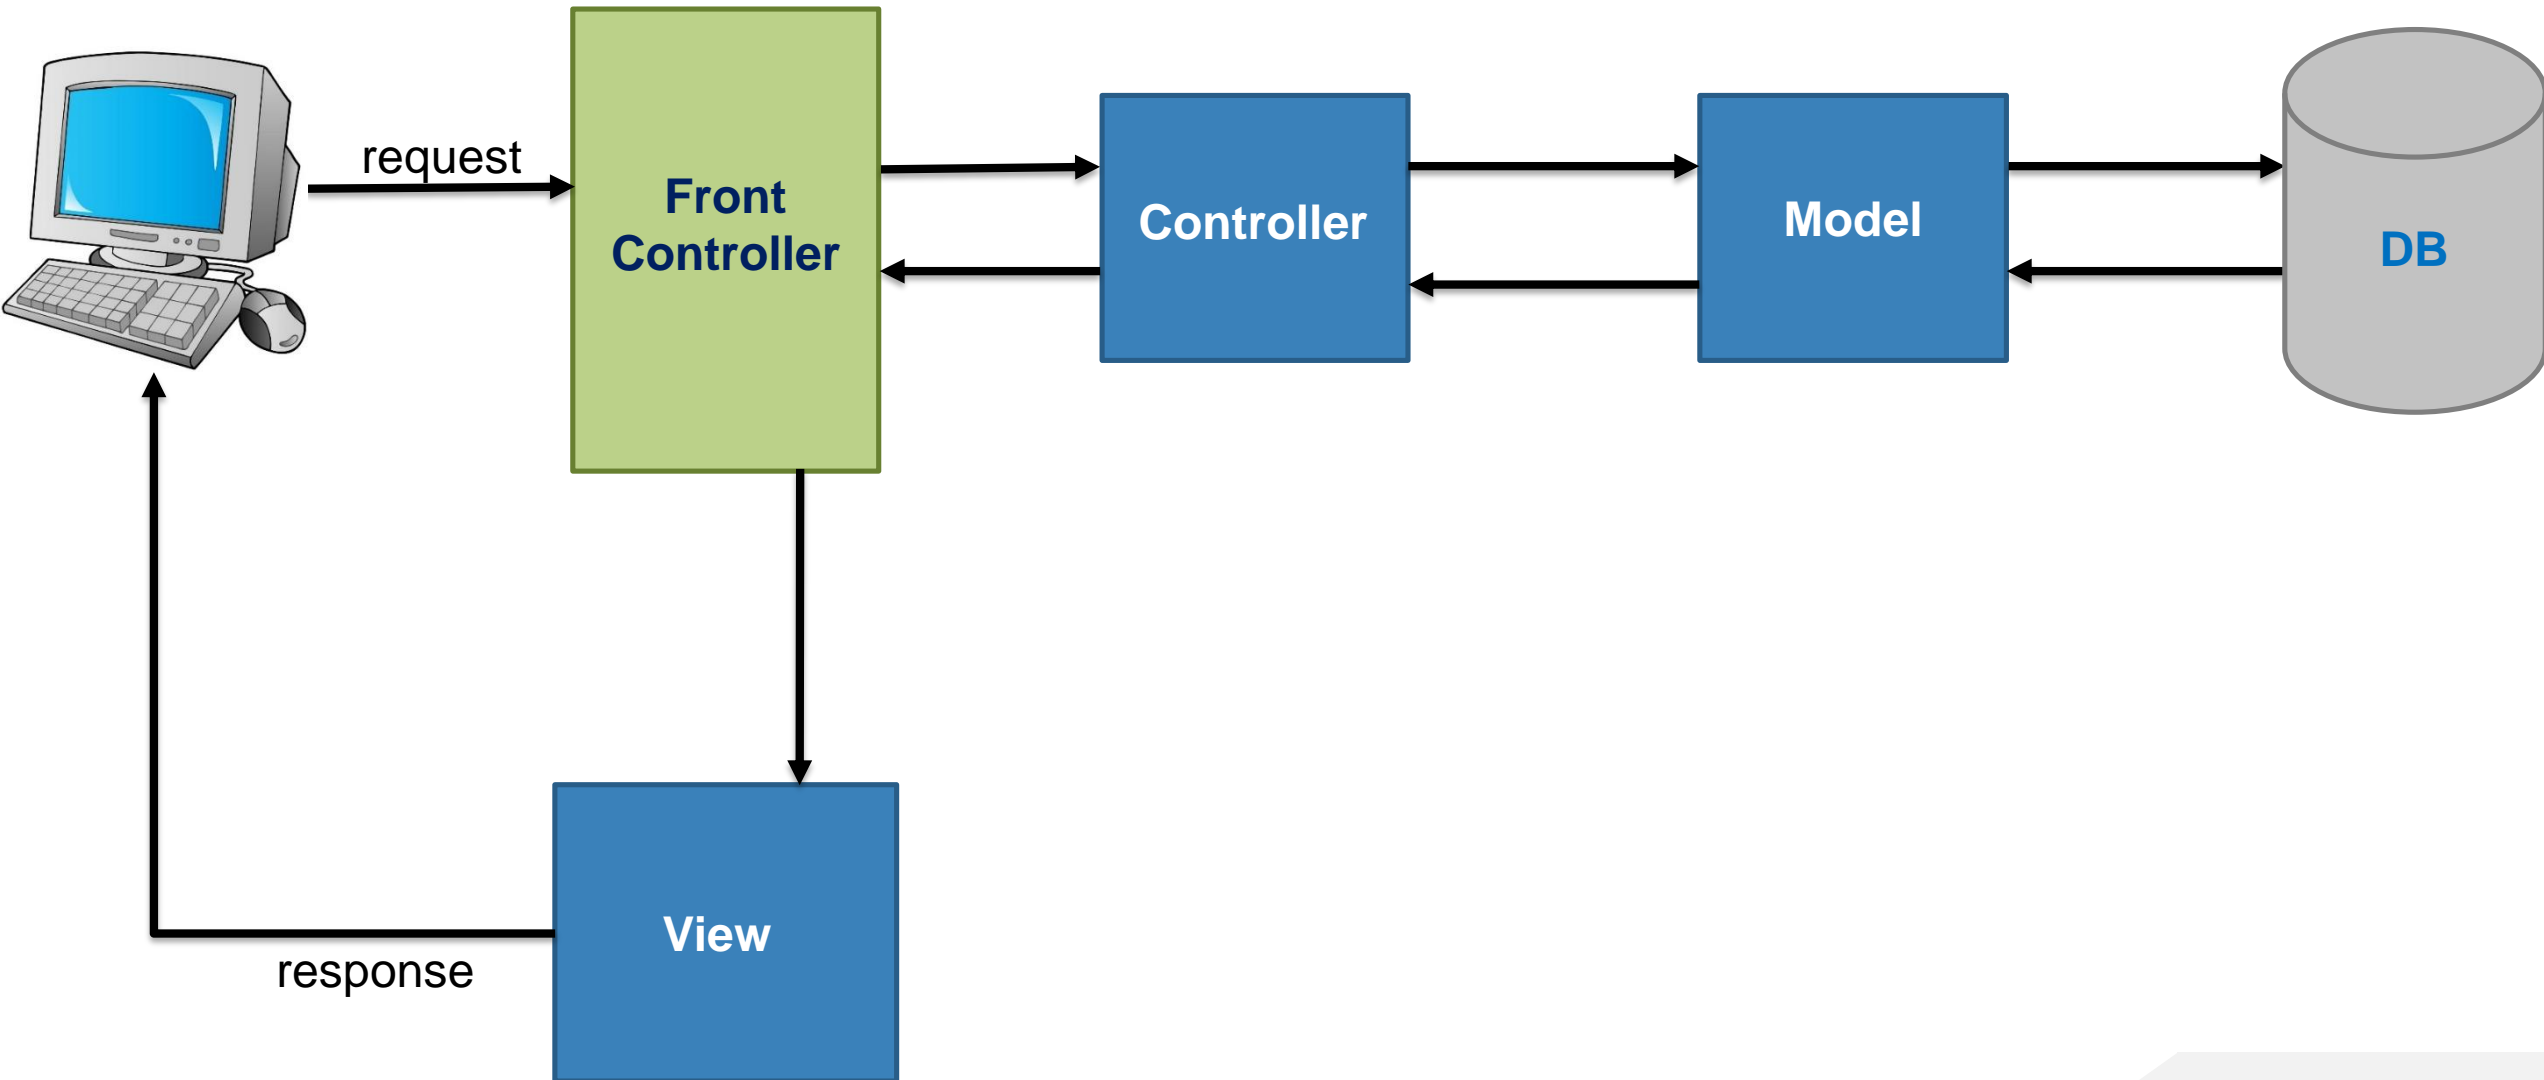 request
Front
Controller
Controller
Model
DB
View
response